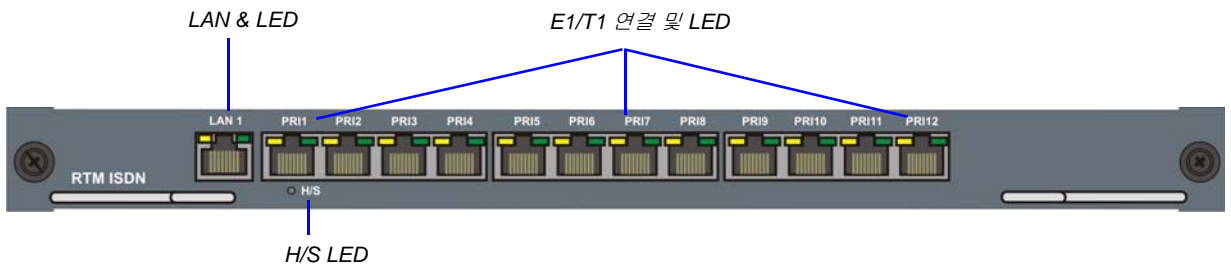 LAN & LED
E1/T1 연결 및 LED
LAN 1 PRI1 PRI2 PRI3 PRI4 PRI5 PRI6 PRI7 PRI8 PRI9 PRI10 PRI11 PRI12
RTM ISDN
H/S
H/S LED